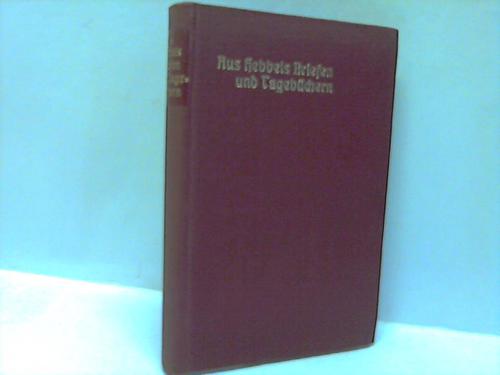 Aus Hebbels Briefen
und Tagebüchern